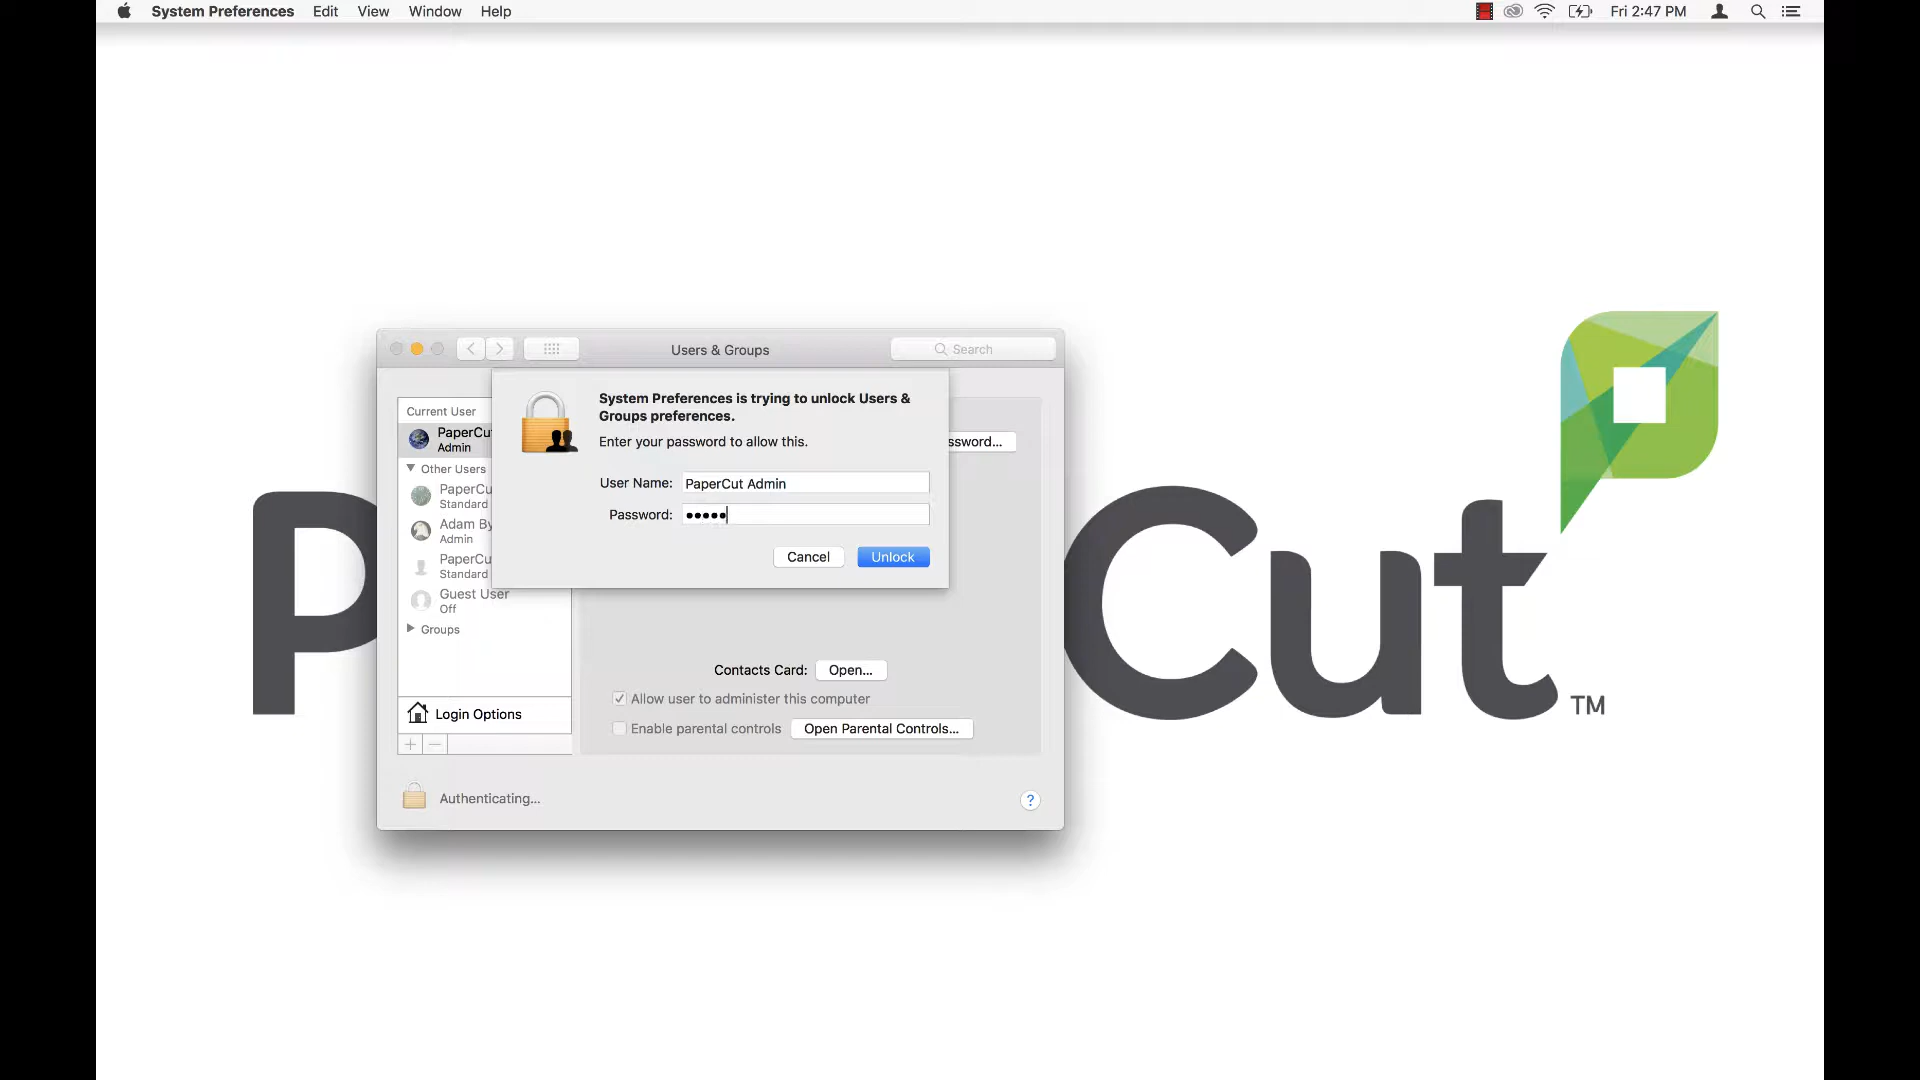 System Preferences Edit View Window Help Fri 2:47 PM
Users & Groups Search
System Preferences is trying to unlock Users &
Groups preferences.
Enter your password to allow this.
User Name: PaperCut Admin
Password: •••••
Cancel Unlock
Current User
PaperCu
Admin
Other Users
PaperCu
Standard
Adam By
Admin
PaperCu
Standard
Guest User
Off
Groups
Login Options
ssword...
Contacts Card: Open...
Allow user to administer this computer
Enable parental controls Open Parental Controls...
Authenticating...
?
P Cut TM